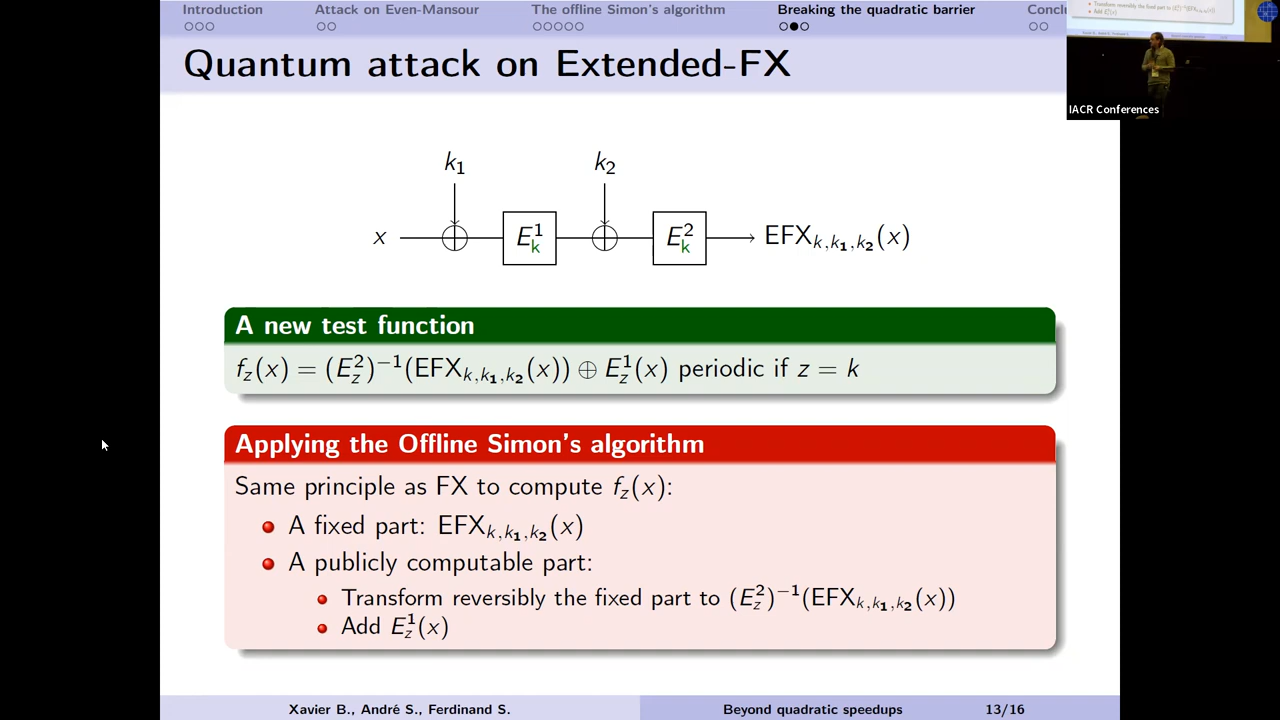 Introduction Attack on Even-Mansour The offline Simon's algorithm Breaking the quadratic barrier Conclu
Quantum attack on Extended-FX
IACR Conferences
k₁ k₂
x E¹ₖ E²ₖ EFXₖ,ₖ₁,ₖ₂(x)
A new test function
f_z(x) = (E²_z)⁻¹(EFXₖ,ₖ₁,ₖ₂(x)) ⊕ E¹_z(x) periodic if z = k
Applying the Offline Simon's algorithm
Same principle as FX to compute f_z(x):
A fixed part: EFXₖ,ₖ₁,ₖ₂(x)
A publicly computable part:
Transform reversibly the fixed part to (E²_z)⁻¹(EFXₖ,ₖ₁,ₖ₂(x))
Add E¹_z(x)
Xavier B., André S., Ferdinand S. Beyond quadratic speedups 13/16